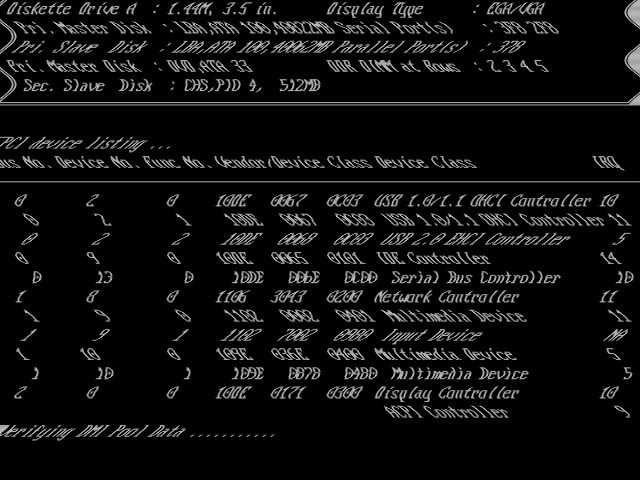 Diskette Drive A : 1.44M, 3.5 in. Display Type : EGA/VGA
Pri. Master Disk : LBA,ATA 100, Serial Port(s) : 3F8 2F8
Pri. Slave Disk : LBA,ATA 100, Parallel Port(s) : 378
Pri. Master Disk : DVD,ATA 33 DDR DIMM at Rows : 2 3 4 5
Sec. Slave Disk : CHS,PIO 4, 512MB
PCI device listing ...
Bus No. Device No. Func No. Vendor/Device Class Device Class IRQ
0 2 0 10DE 0067 0C03 USB 1.0/1.1 OHCI Controller 10
0 2 1 10DE 0067 0C03 USB 1.0/1.1 OHCI Controller 11
0 2 2 10DE 0068 0C03 USB 2.0 EHCI Controller 5
0 9 0 10DE 0065 0101 IDE Controller 14
0 13 0 10DE 006E 0C00 Serial Bus Controller 10
1 8 0 1106 3043 0200 Network Controller 11
1 9 0 1102 0002 0401 Multimedia Device 11
1 9 1 1102 7002 0980 Input Device NA
1 10 0 109E 036E 0400 Multimedia Device 5
1 10 1 109E 0878 0480 Multimedia Device 5
2 0 0 10DE 0171 0300 Display Controller 10
ACPI Controller 9
Verifying DMI Pool Data ...........